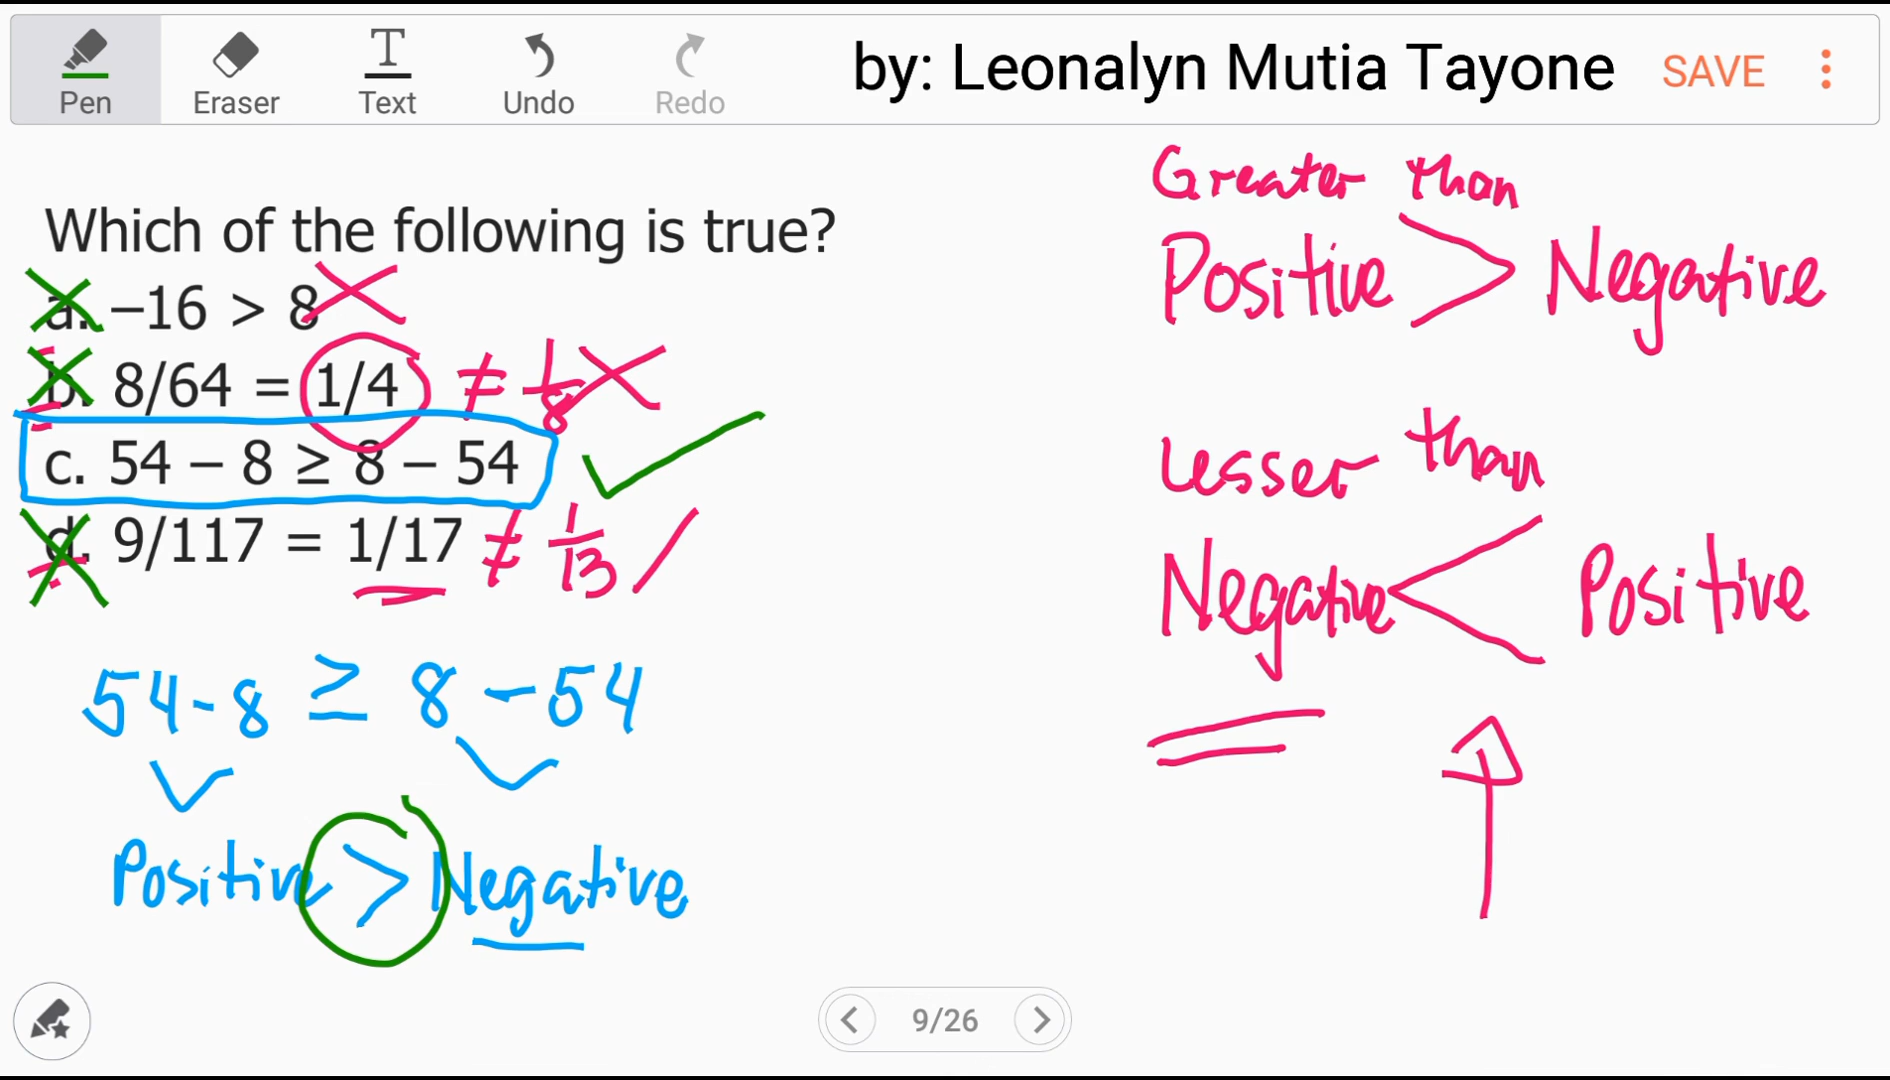 Pen Eraser Text Undo Redo by: Leonalyn Mutia Tayone SAVE
Which of the following is true?
a. –16 > 8
b. 8/64 = 1/4 ≠ 1/8
c. 54 – 8 ≥ 8 – 54
d. 9/117 = 1/17 ≠ 1/13
54-8 ≥ 8-54
Positive > Negative
Greater than
Positive > Negative
Lesser than
Negative < Positive
9/26